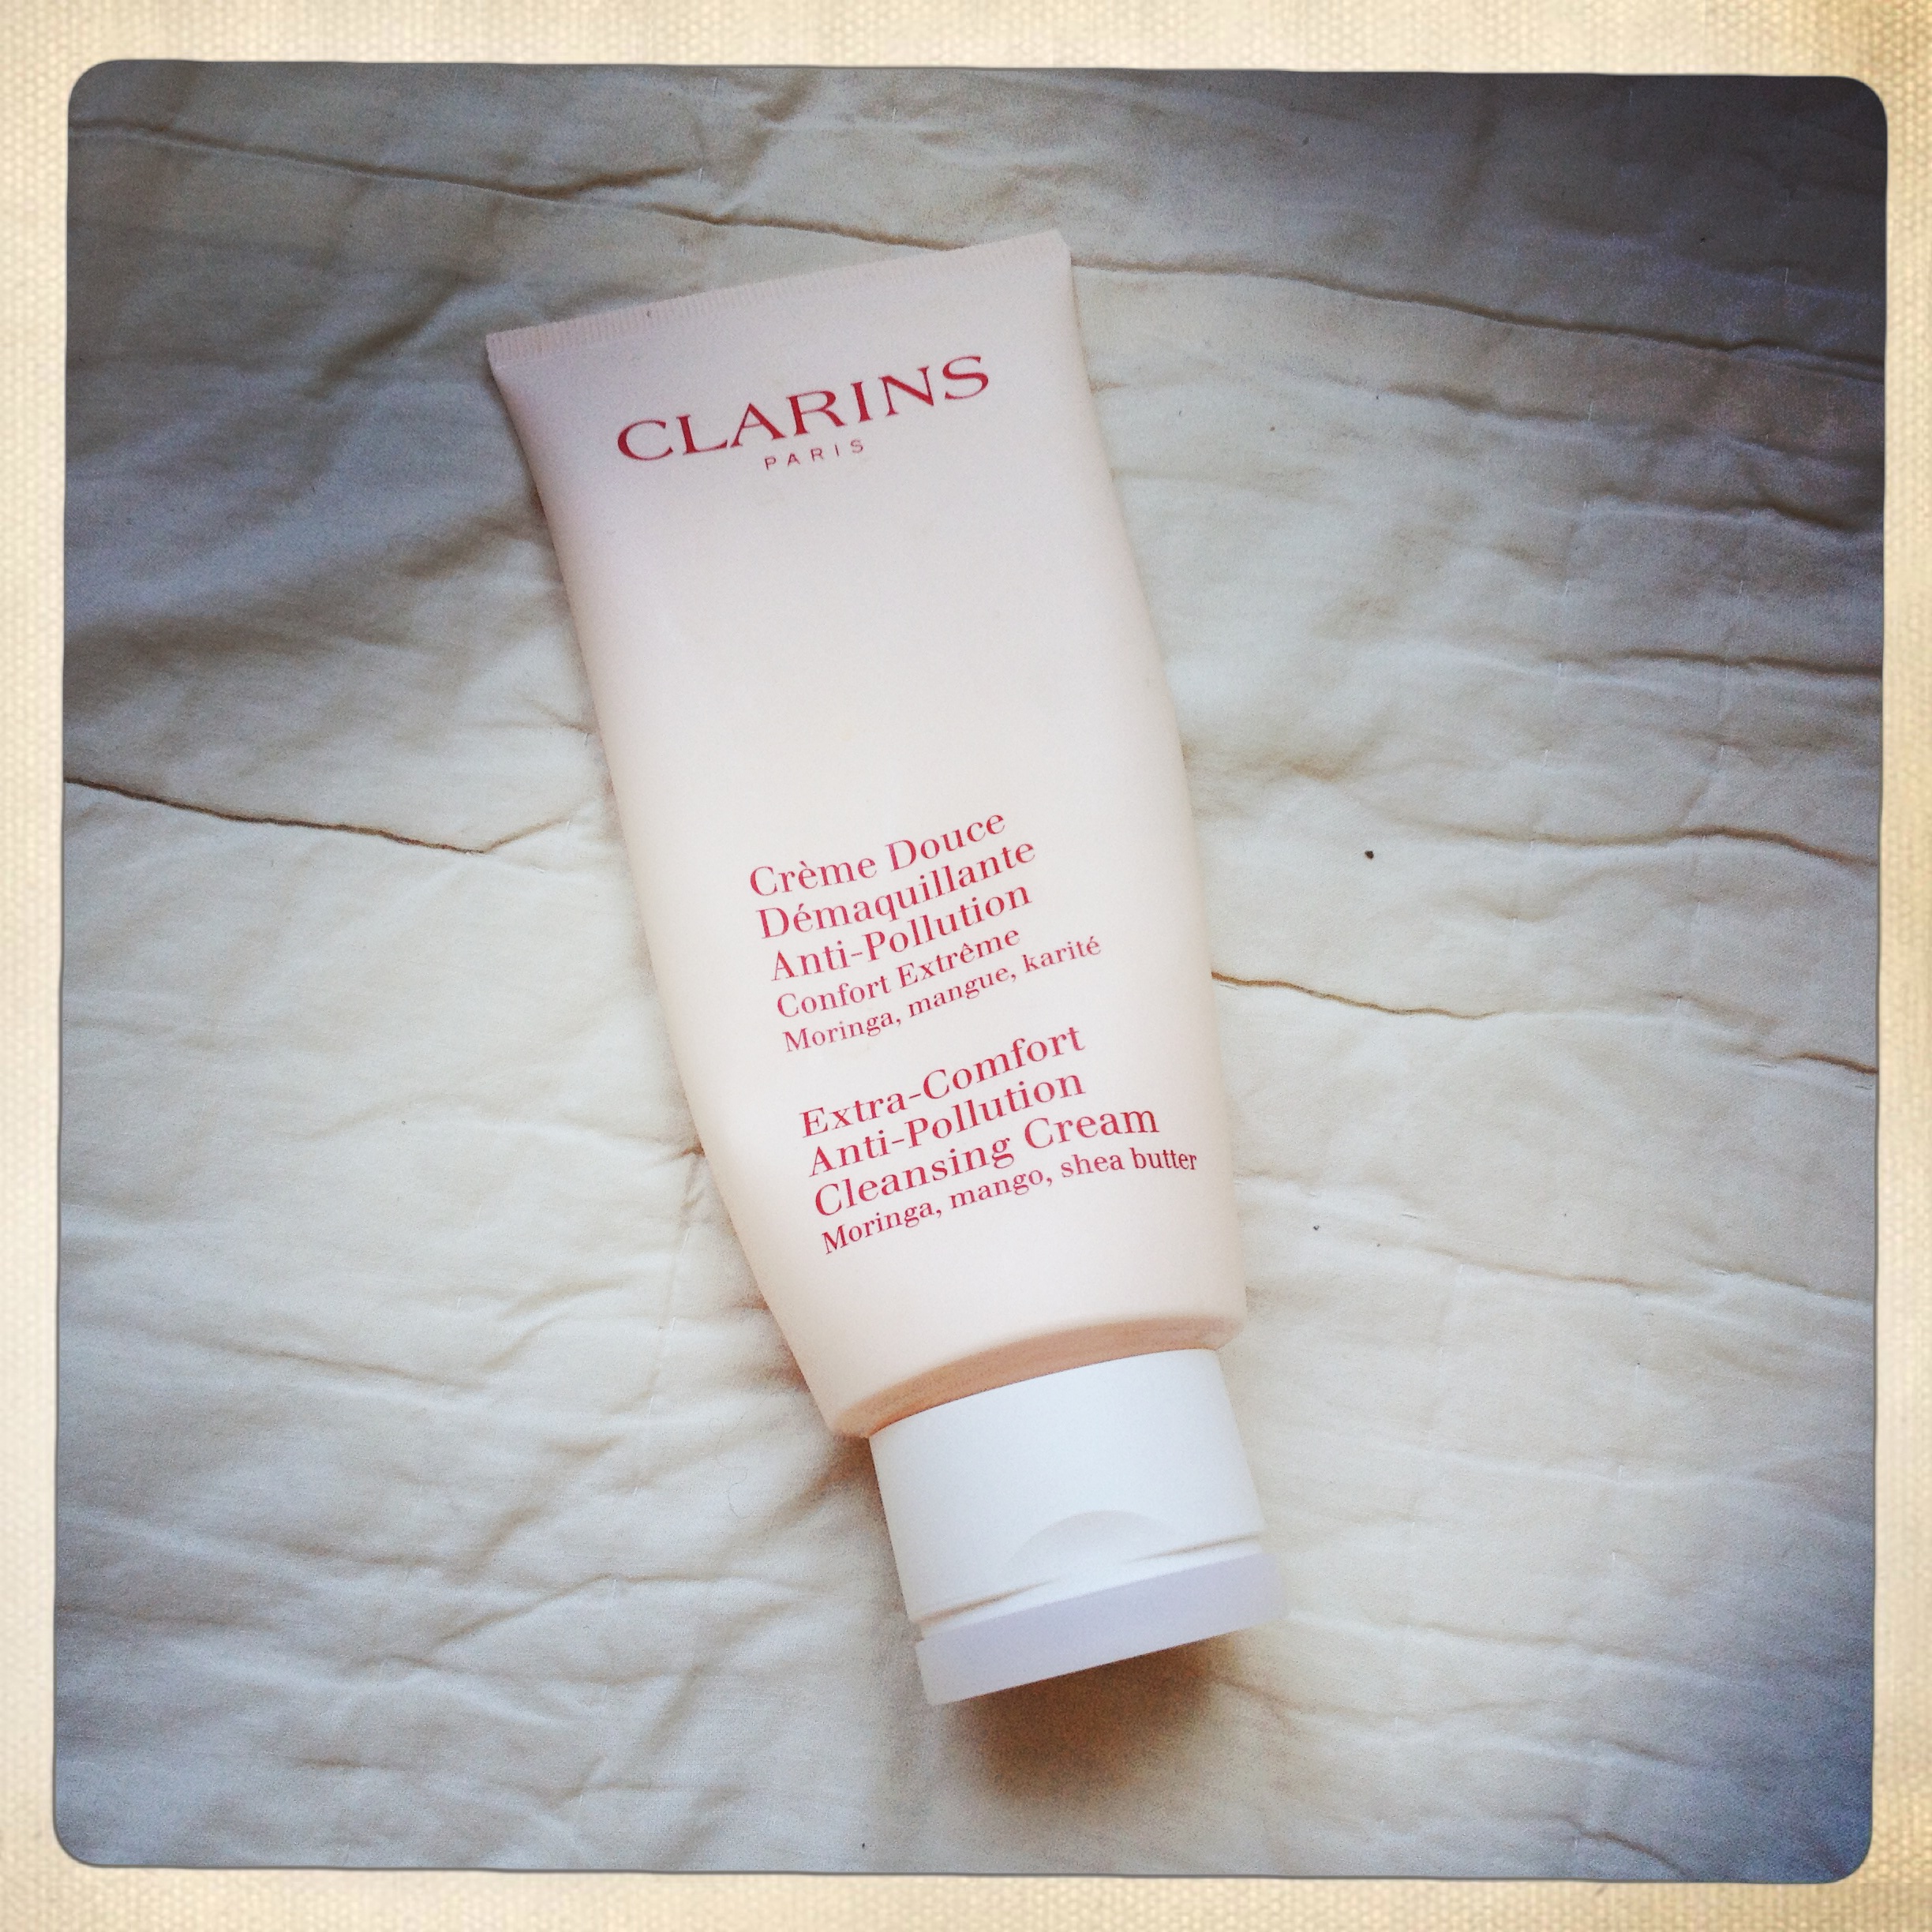 CLARINS
PARIS
Crème Douce
Démaquillante
Anti-Pollution
Confort Extrême
Moringa, mangue, karité
Extra-Comfort
Anti-Pollution
Cleansing Cream
Moringa, mango, shea butter